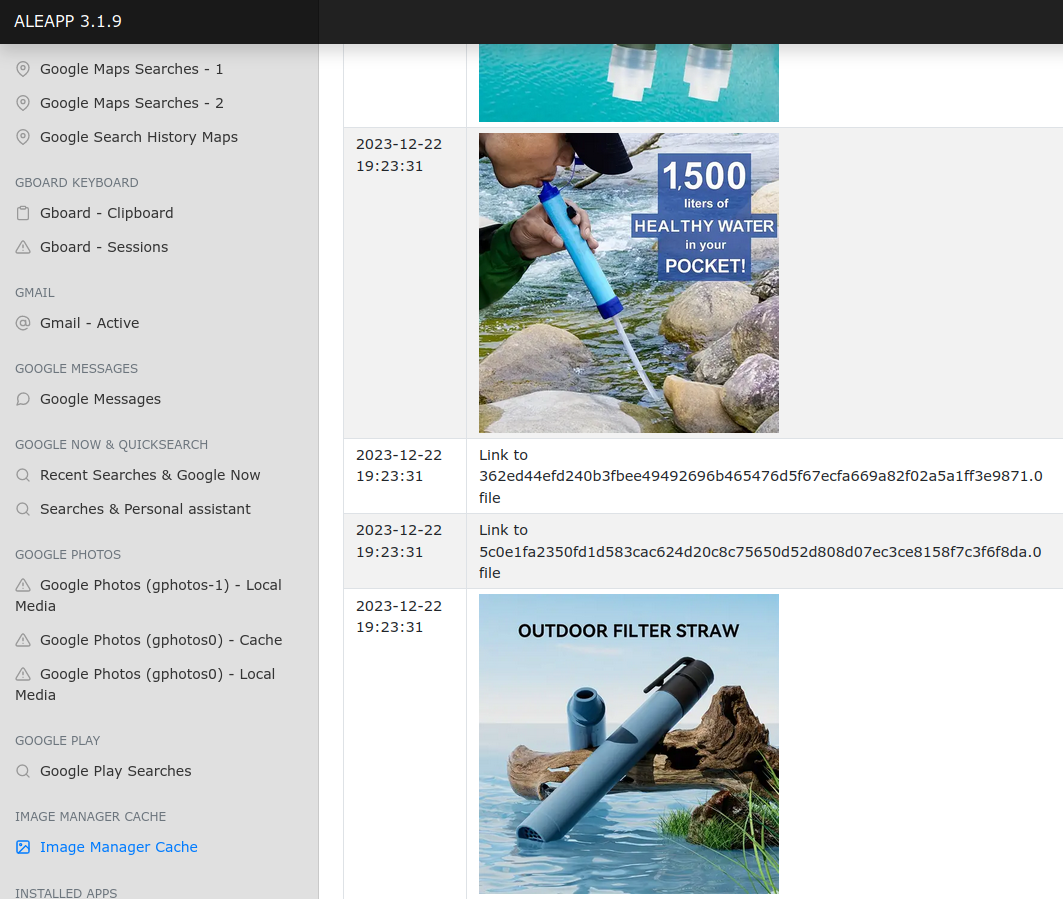 ALEAPP 3.1.9
Google Maps Searches - 1
Google Maps Searches - 2
Google Search History Maps
GBOARD KEYBOARD
Gboard - Clipboard
Gboard - Sessions
GMAIL
Gmail - Active
GOOGLE MESSAGES
Google Messages
GOOGLE NOW & QUICKSEARCH
Recent Searches & Google Now
Searches & Personal assistant
GOOGLE PHOTOS
Google Photos (gphotos-1) - Local
Media
Google Photos (gphotos0) - Cache
Google Photos (gphotos0) - Local
Media
GOOGLE PLAY
Google Play Searches
IMAGE MANAGER CACHE
Image Manager Cache
INSTALLED APPS
2023-12-22
19:23:31
1,500
liters of
HEALTHY WATER
in your
POCKET!
2023-12-22
19:23:31
Link to
362ed44efd240b3fbee49492696b465476d5f67ecfa669a82f02a5a1ff3e9871.0
file
2023-12-22
19:23:31
Link to
5c0e1fa2350fd1d583cac624d20c8c75650d52d808d07ec3ce8158f7c3f6f8da.0
file
2023-12-22
19:23:31
OUTDOOR FILTER STRAW